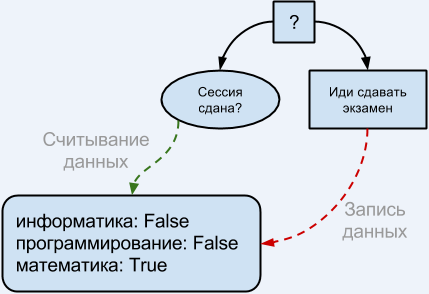 ?
Сессия
сдана?
Иди сдавать
экзамен
Считывание
данных
Запись
данных
информатика: False
программирование: False
математика: True